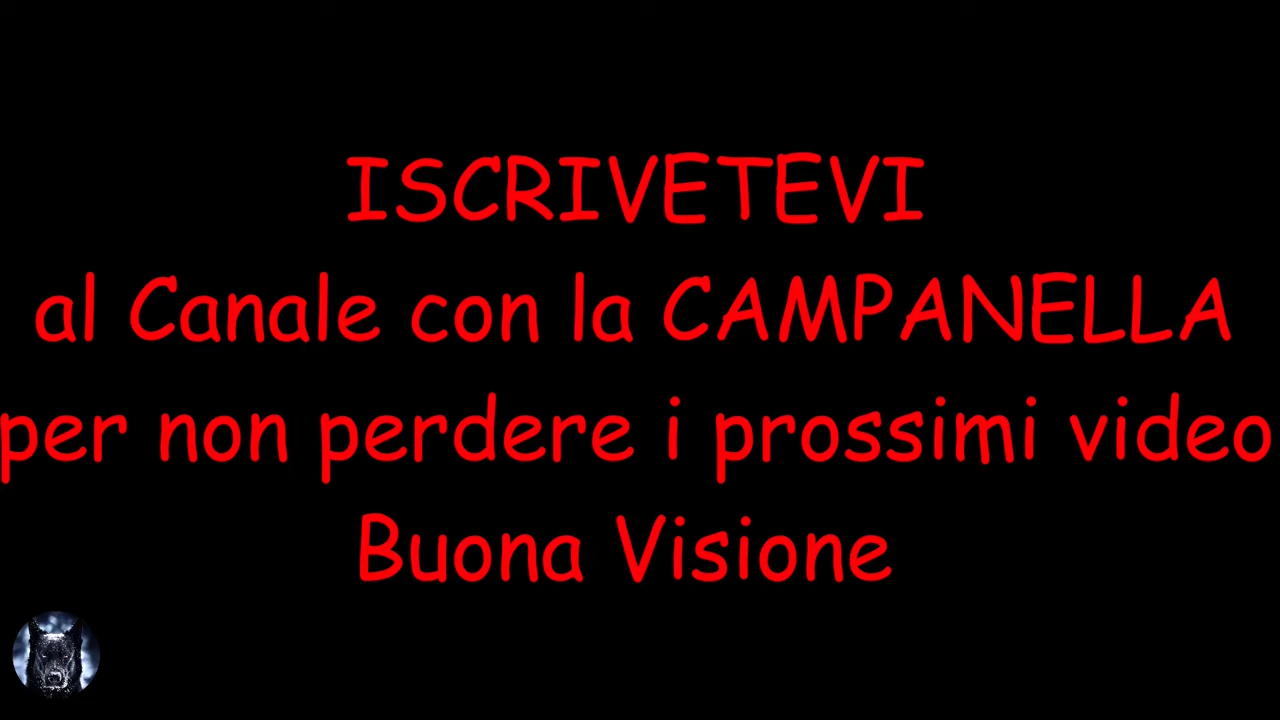 ISCRIVETEVI
al Canale con la CAMPANELLA
per non perdere i prossimi video
Buona Visione